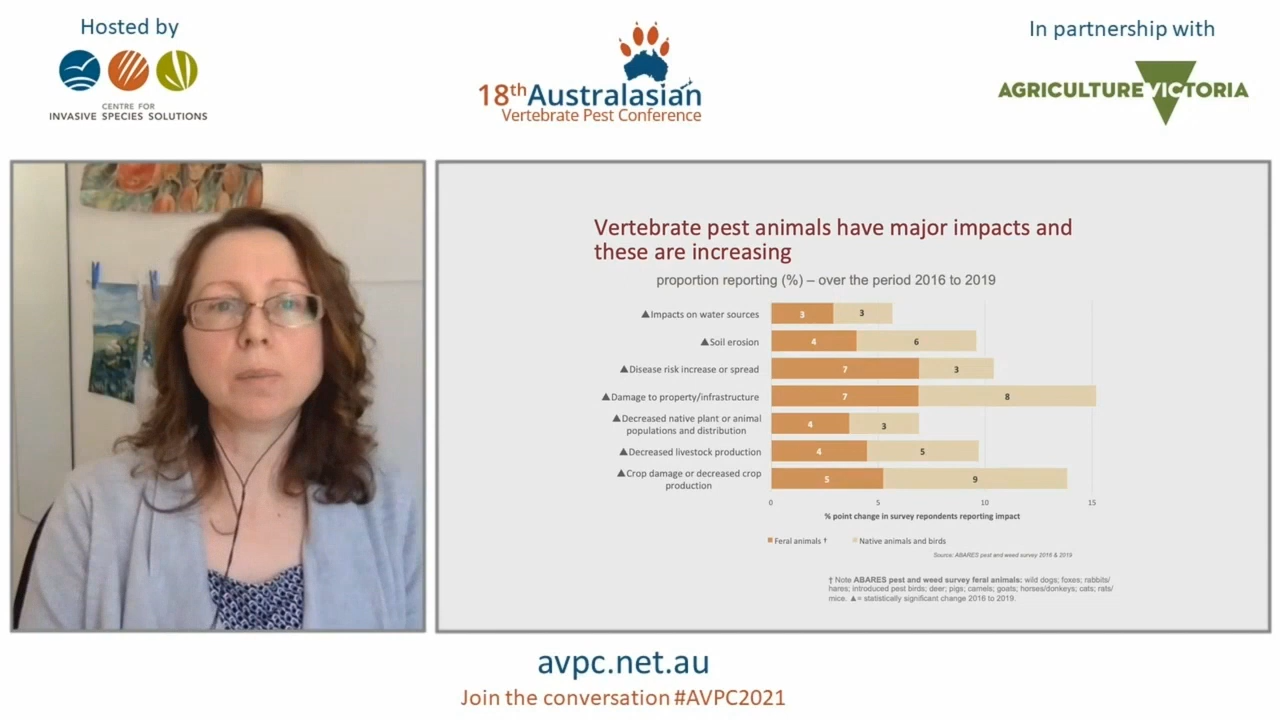 Hosted by
CENTRE FOR
INVASIVE SPECIES SOLUTIONS
18th Australasian
Vertebrate Pest Conference
In partnership with
AGRICULTURE VICTORIA
Vertebrate pest animals have major impacts and
these are increasing
proportion reporting (%) – over the period 2016 to 2019
▲Impacts on water sources
3
3
▲Soil erosion
4
6
▲Disease risk increase or spread
7
3
▲Damage to property/infrastructure
7
8
▲Decreased native plant or animal
populations and distribution
4
3
▲Decreased livestock production
4
5
▲Crop damage or decreased crop
production
5
9
0
5
10
15
% point change in survey repondents reporting impact
Feral animals †
Native animals and birds
Source: ABARES pest and weed survey 2016 & 2019
† Note ABARES pest and weed survey feral animals: wild dogs; foxes; rabbits/
hares; introduced pest birds; deer; pigs; camels; goats; horses/donkeys; cats; rats/
mice. ▲= statistically significant change 2016 to 2019.
avpc.net.au
Join the conversation #AVPC2021